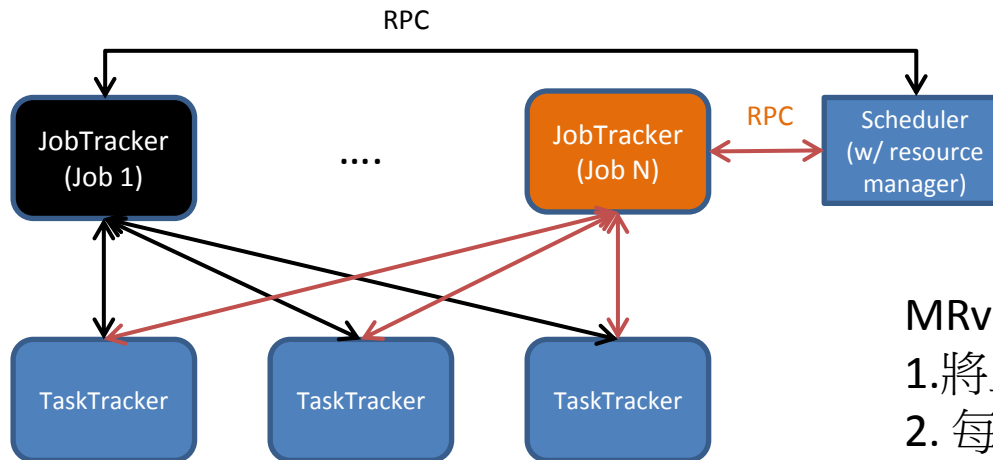 RPC
JobTracker
(Job 1)
....
JobTracker
(Job N)
RPC
Scheduler
(w/ resource
manager)
TaskTracker
TaskTracker
TaskTracker
MRv
1.將
2. 每